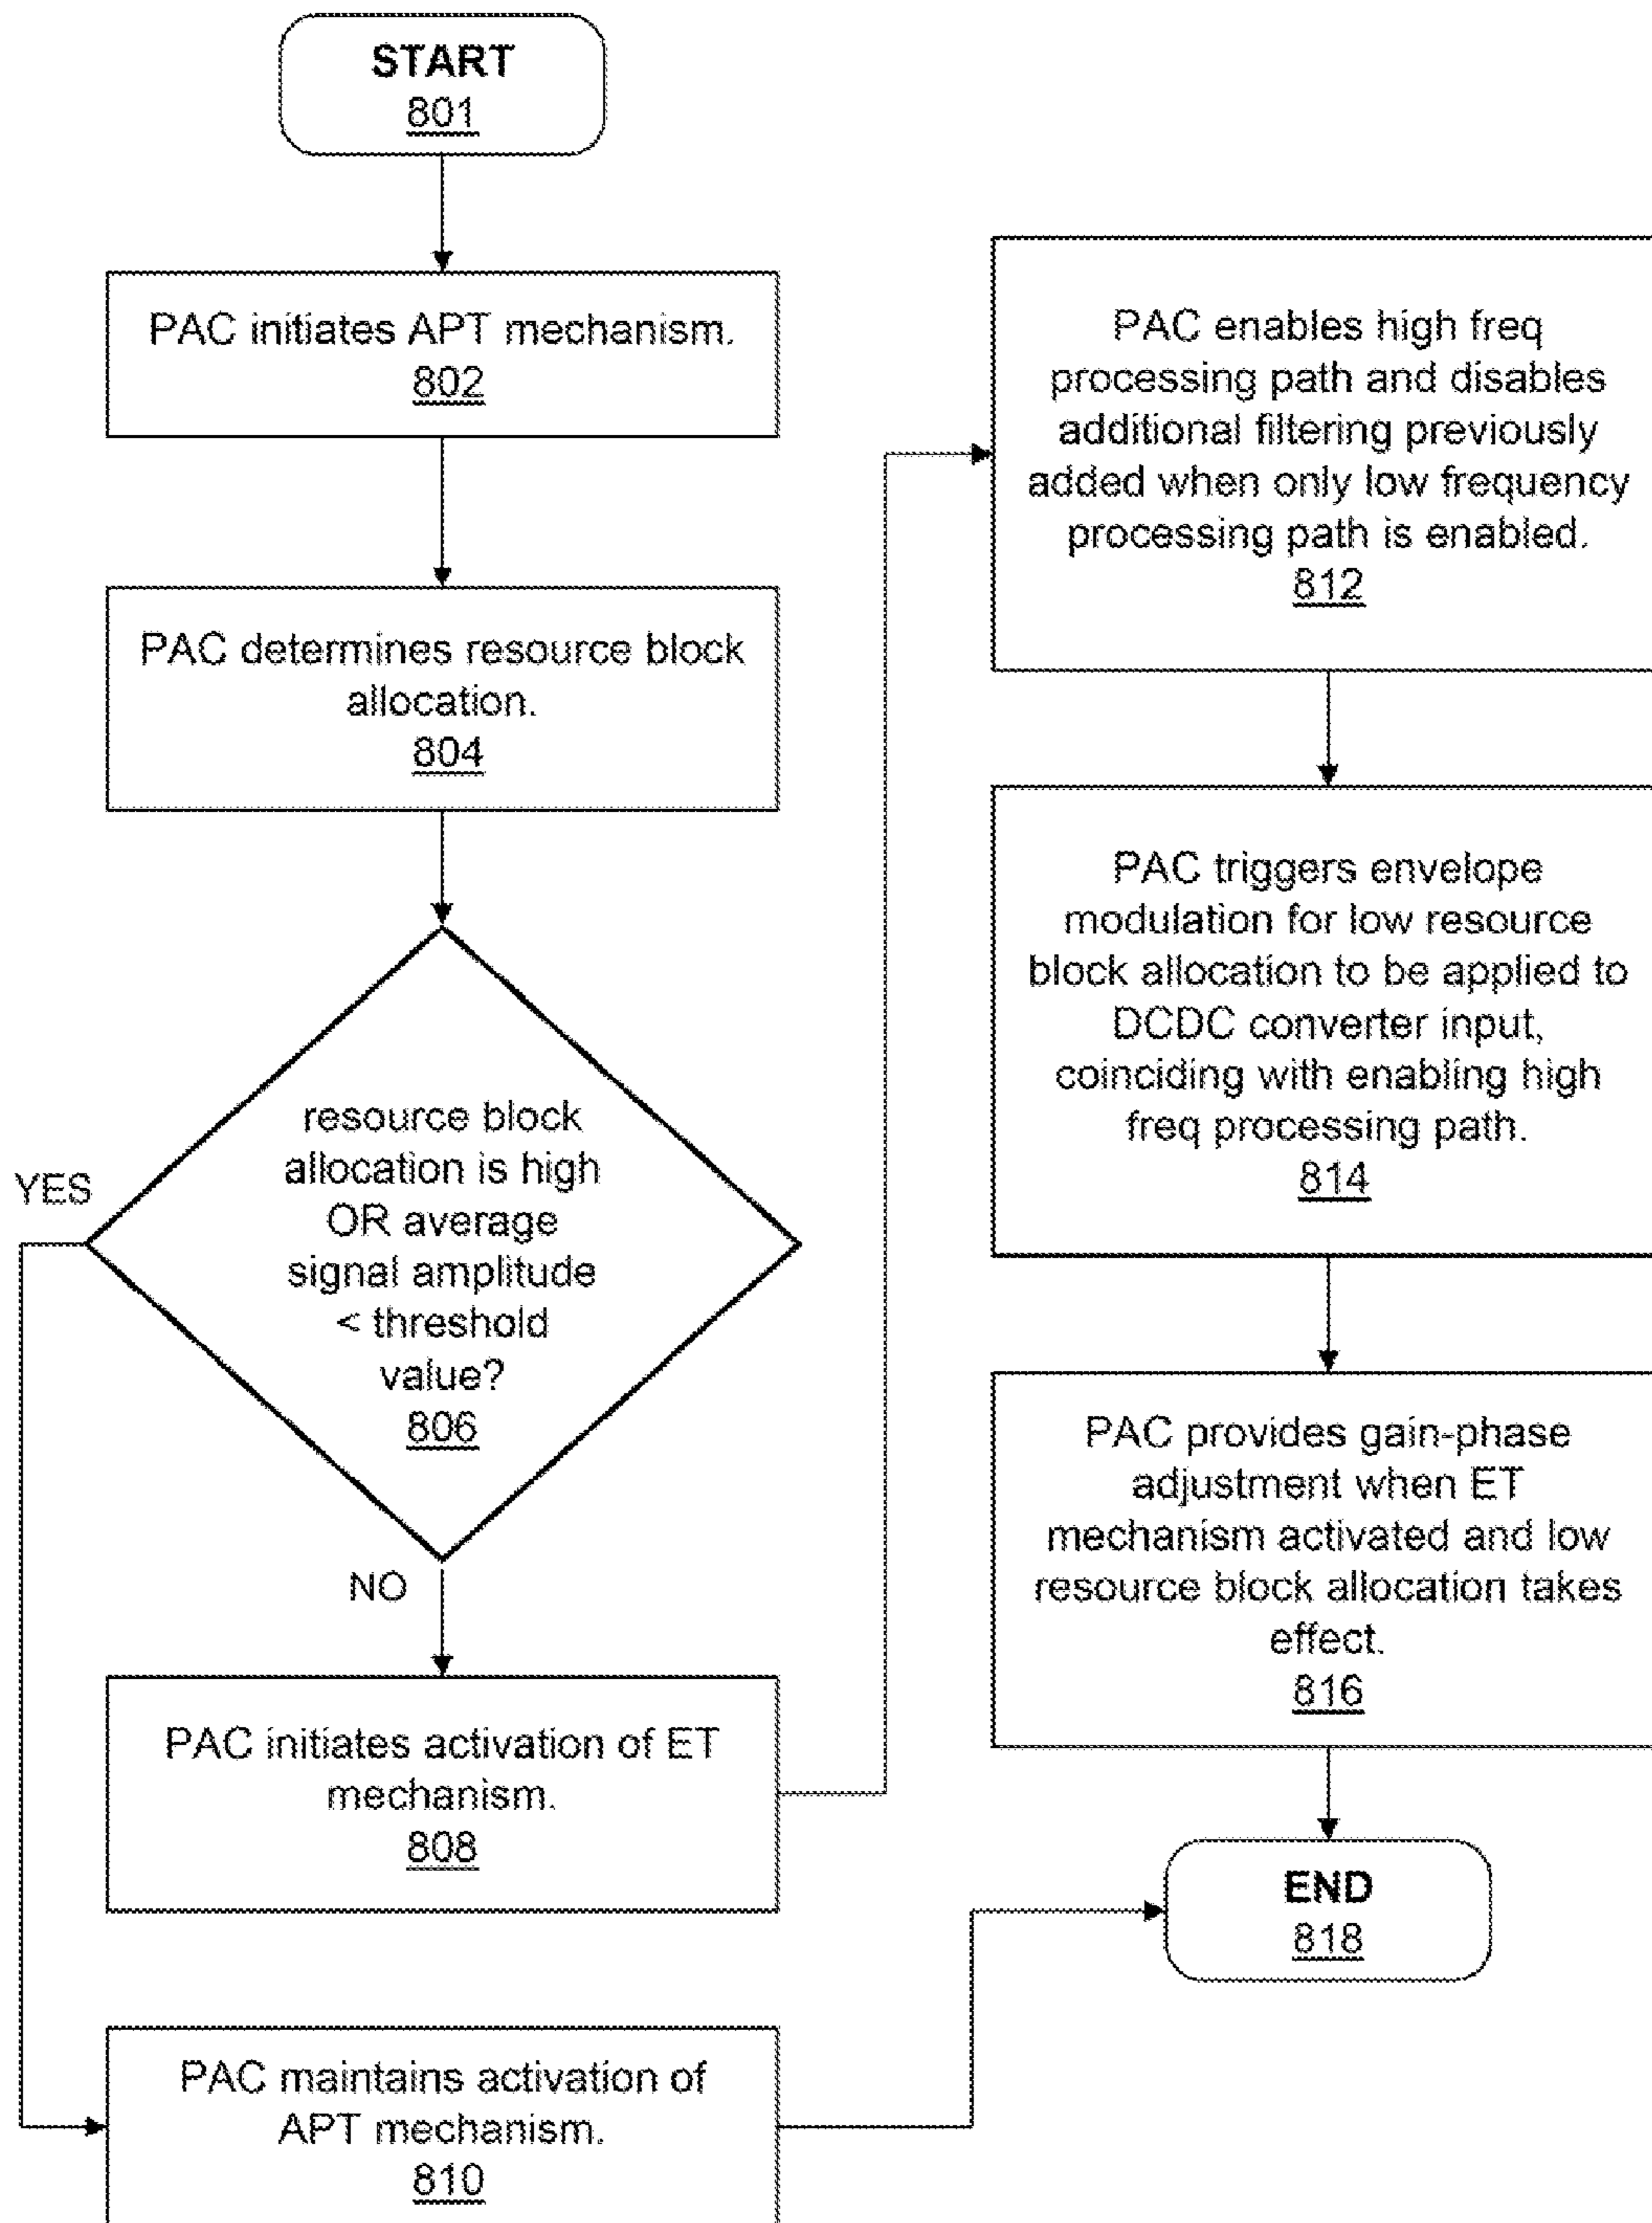 START
801
PAC initiates APT mechanism.
802
PAC determines resource block
allocation.
804
resource block
allocation is high
OR average
signal amplitude
< threshold
value?
806
YES
NO
PAC initiates activation of ET
mechanism.
808
PAC maintains activation of
APT mechanism.
810
PAC enables high freq
processing path and disables
additional filtering previously
added when only low frequency
processing path is enabled.
812
PAC triggers envelope
modulation for low resource
block allocation to be applied to
DCDC converter input,
coinciding with enabling high
freq processing path.
814
PAC provides gain-phase
adjustment when ET
mechanism activated and low
resource block allocation takes
effect.
816
END
818